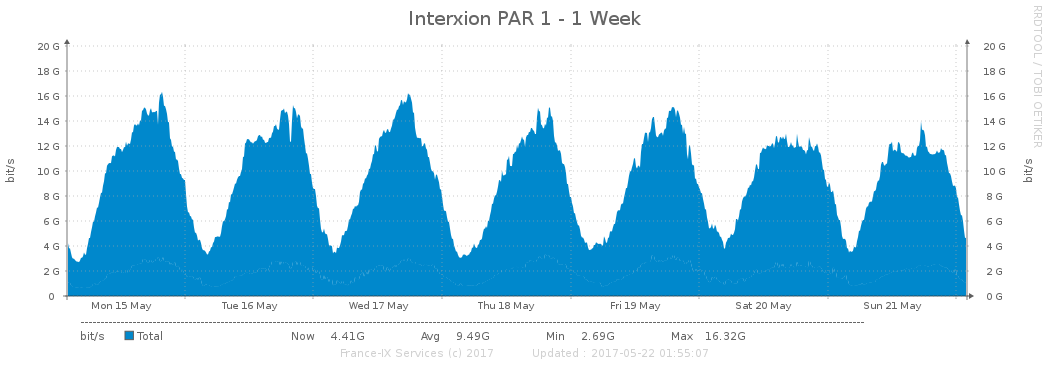 Interxion PAR 1 - 1 Week
RRDTOOL / TOBI OETIKER
20 G 20 G
18 G 18 G
16 G 16 G
14 G 14 G
12 G 12 G
10 G 10 G
8 G 8 G
6 G 6 G
4 G 4 G
2 G 2 G
0 0 G
bit/s
bit/s
Mon 15 May Tue 16 May Wed 17 May Thu 18 May Fri 19 May Sat 20 May Sun 21 May
bit/s Total Now 4.41G Avg 9.49G Min 2.69G Max 16.32G
France-IX Services (c) 2017 Updated : 2017-05-22 01:55:07